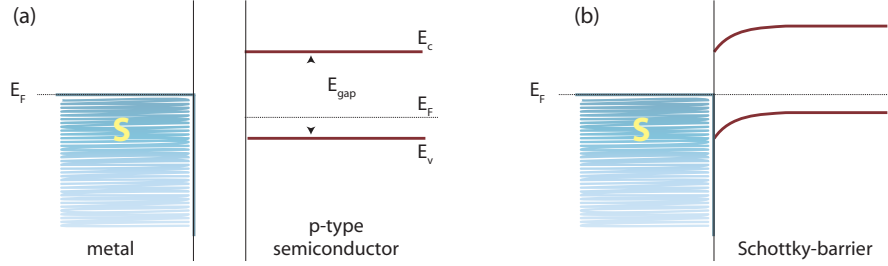 (a)
(b)
E_c
E_gap
E_F
E_F
E_F
S
S
E_v
p-type
semiconductor
metal
Schottky-barrier